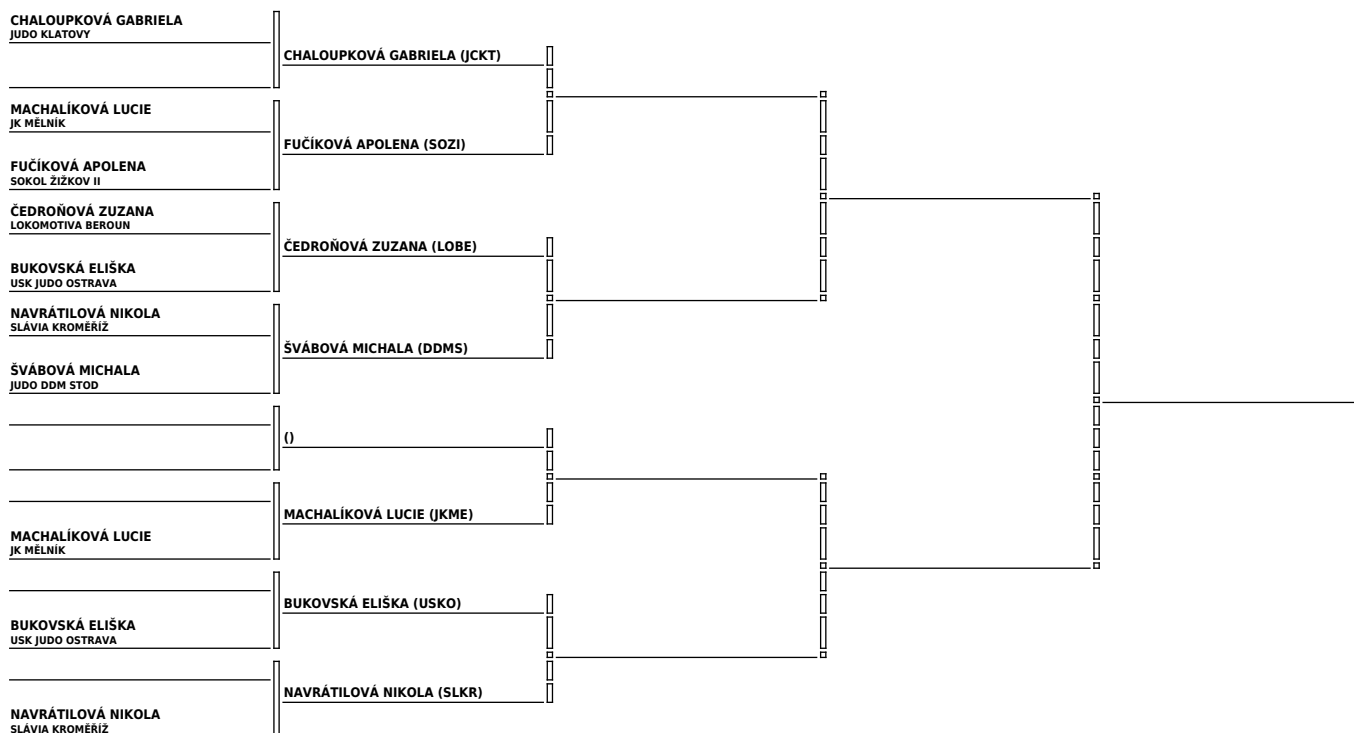 CHALOUPKOVÁ GABRIELA
JUDO KLATOVY
CHALOUPKOVÁ GABRIELA (JCKT)
MACHALÍKOVÁ LUCIE
JK MĚLNÍK
FUČÍKOVÁ APOLENA (SOZI)
FUČÍKOVÁ APOLENA
SOKOL ŽIŽKOV II
ČEDROŇOVÁ ZUZANA
LOKOMOTIVA BEROUN
ČEDROŇOVÁ ZUZANA (LOBE)
BUKOVSKÁ ELIŠKA
USK JUDO OSTRAVA
NAVRÁTILOVÁ NIKOLA
SLÁVIA KROMĚŘÍŽ
ŠVÁBOVÁ MICHALA (DDMS)
ŠVÁBOVÁ MICHALA
JUDO DDM STOD
()
MACHALÍKOVÁ LUCIE (JKME)
MACHALÍKOVÁ LUCIE
JK MĚLNÍK
BUKOVSKÁ ELIŠKA (USKO)
BUKOVSKÁ ELIŠKA
USK JUDO OSTRAVA
NAVRÁTILOVÁ NIKOLA (SLKR)
NAVRÁTILOVÁ NIKOLA
SLÁVIA KROMĚŘÍŽ